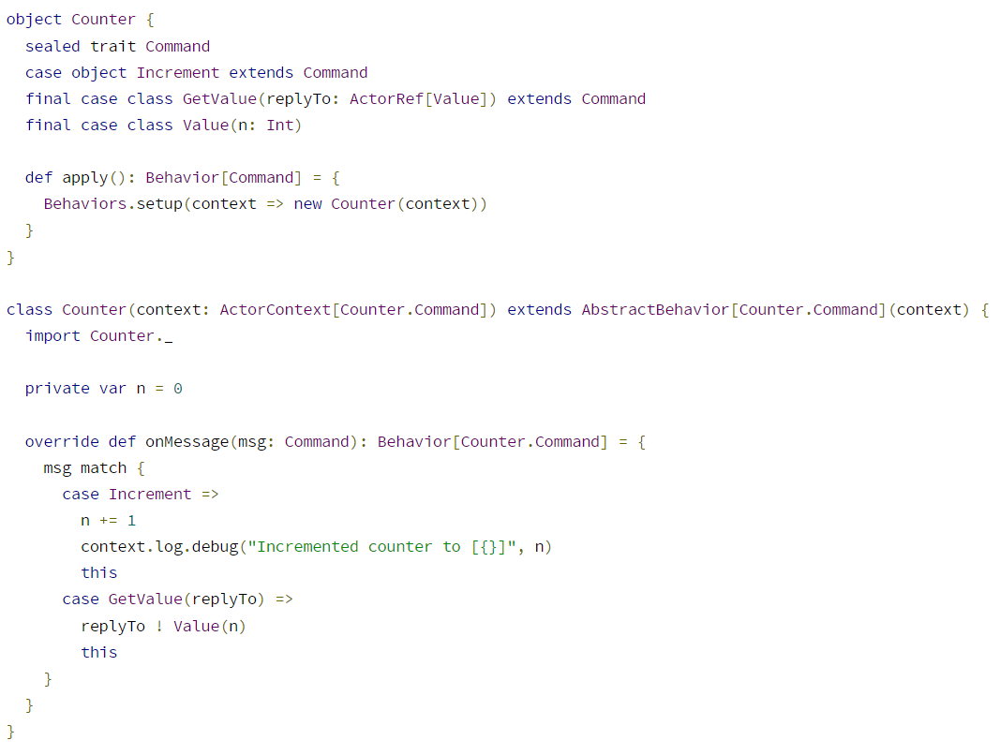 object Counter {
  sealed trait Command
  case object Increment extends Command
  final case class GetValue(replyTo: ActorRef[Value]) extends Command
  final case class Value(n: Int)

  def apply(): Behavior[Command] = {
    Behaviors.setup(context => new Counter(context))
  }
}

class Counter(context: ActorContext[Counter.Command]) extends AbstractBehavior[Counter.Command](context) {
  import Counter._

  private var n = 0

  override def onMessage(msg: Command): Behavior[Counter.Command] = {
    msg match {
      case Increment =>
        n += 1
        context.log.debug("Incremented counter to [{}]", n)
        this
      case GetValue(replyTo) =>
        replyTo ! Value(n)
        this
    }
  }
}